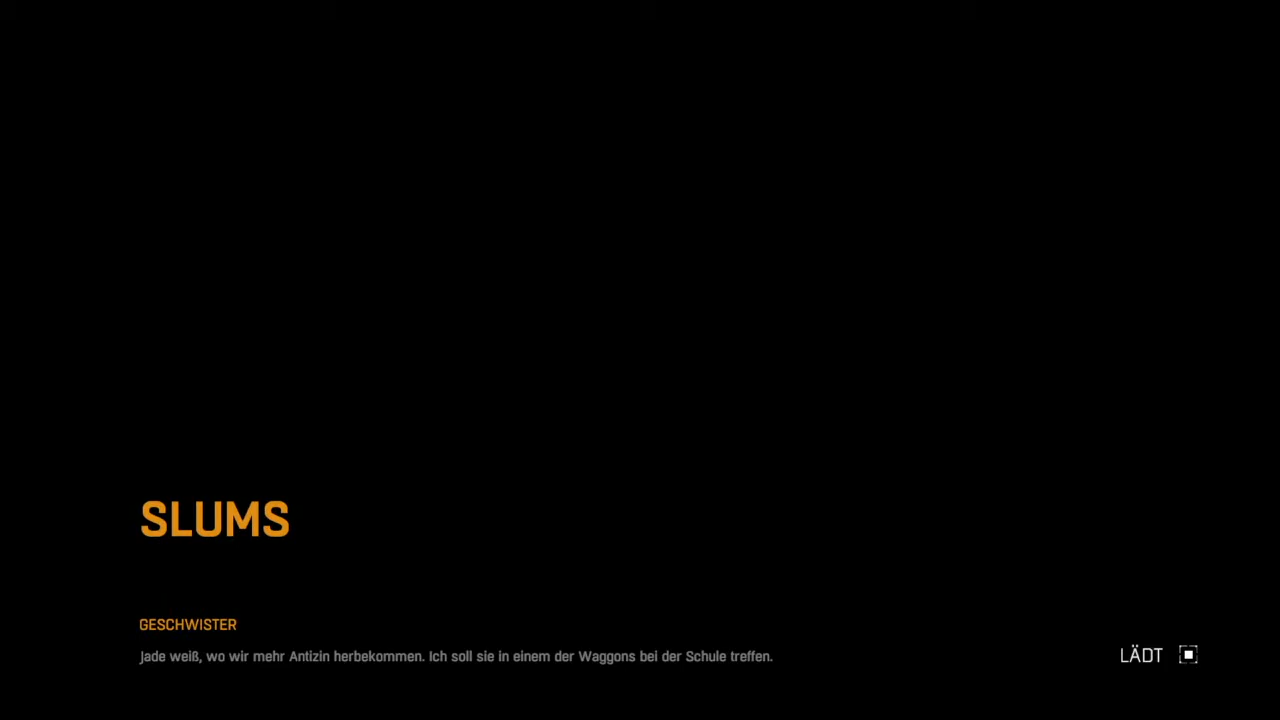 SLUMS
GESCHWISTER
Jade weiß, wo wir mehr Antizin herbekommen. Ich soll sie in einem der Waggons bei der Schule treffen.
LÄDT